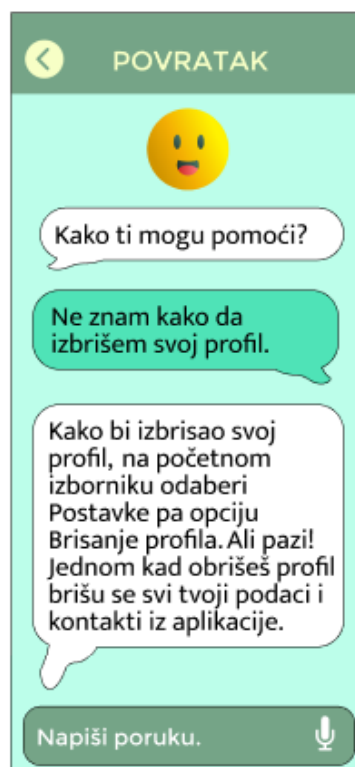 POVRATAK
Kako ti mogu pomoći?
Ne znam kako da
izbrišem svoj profil.
Kako bi izbrisao svoj
profil, na početnom
izborniku odaberi
Postavke pa opciju
Brisanje profila. Ali pazi!
Jednom kad obrišeš profil
brišu se svi tvoji podaci i
kontakti iz aplikacije.
Napiši poruku.